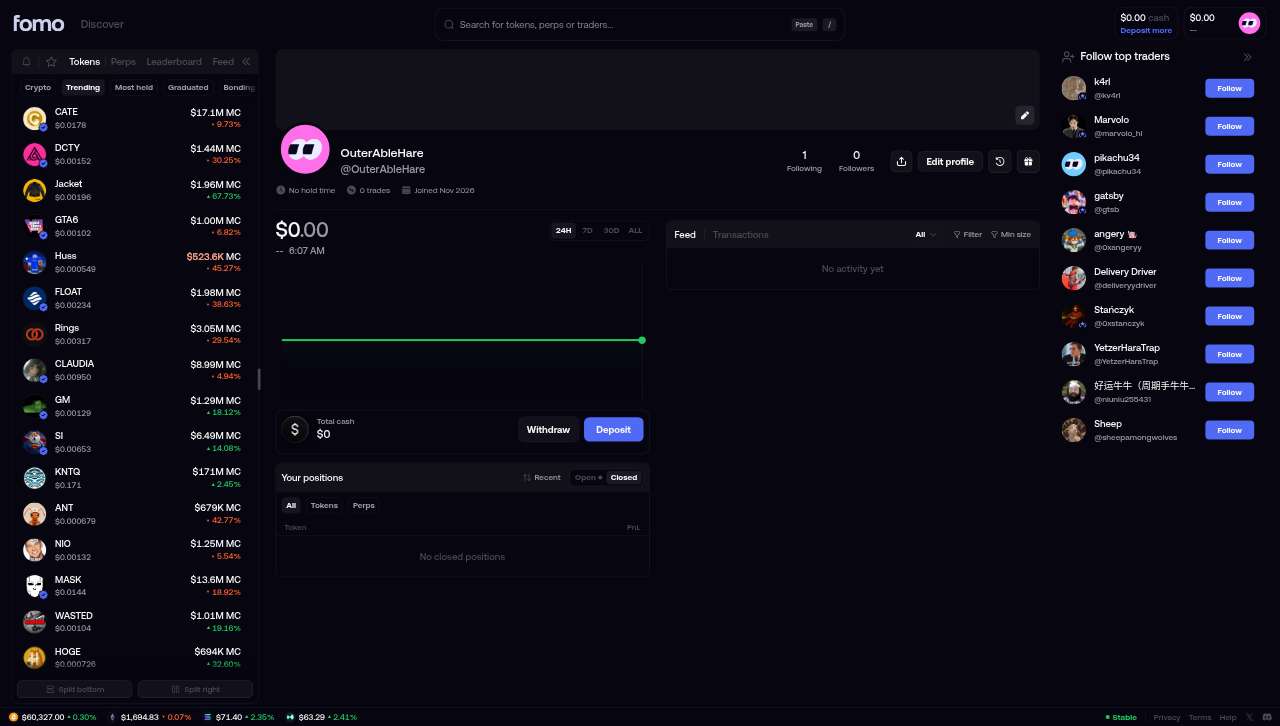 fomo
Discover
Search for tokens, perps or traders...
Paste
/
$0.00 cash
Deposit more
$0.00
—
Tokens Perps Leaderboard Feed
Crypto Trending Most held Graduated Bonding
CATE $17.1M MC
$0.0178 9.73%
DCTY $1.44M MC
$0.00152 30.25%
Jacket $1.96M MC
$0.00196 67.73%
GTA6 $1.00M MC
$0.00102 6.82%
Huss $523.6K MC
$0.000549 45.27%
FLOAT $1.98M MC
$0.00234 38.63%
Rings $3.05M MC
$0.00317 29.54%
CLAUDIA $8.99M MC
$0.00950 4.94%
GM $1.29M MC
$0.00129 18.12%
SI $6.49M MC
$0.00653 14.08%
KNTQ $171M MC
$0.171 2.45%
ANT $679K MC
$0.000679 42.77%
NIO $1.25M MC
$0.00132 5.54%
MASK $13.6M MC
$0.0144 18.92%
WASTED $1.01M MC
$0.00104 19.16%
HOGE $694K MC
$0.000726 32.60%
Split bottom Split right
OuterAbleHare
@OuterAbleHare
1 Following
0 Followers
Edit profile
No hold time 0 trades Joined Nov 2026
$0.00
-- 6:07 AM
24H 7D 30D ALL
Total cash
$0
Withdraw Deposit
Your positions
Recent
Open Closed
All Tokens Perps
Token PnL
No closed positions
Feed Transactions
All Filter Min size
No activity yet
Follow top traders
k4rl
@kv4rl
Follow
Marvolo
@marvolo_hl
Follow
pikachu34
@pikachu34
Follow
gatsby
@gtsb
Follow
angery
@0xangeryy
Follow
Delivery Driver
@deliveryydriver
Follow
Stańczyk
@0xstanczyk
Follow
YetzerHaraTrap
@YetzerHaraTrap
Follow
好运牛牛（周期手牛牛...
@niuniu255431
Follow
Sheep
@sheepamongwolves
Follow
$60,327.00 0.30% $1,694.83 0.07% $71.40 2.35% $63.29 2.41%
Stable Privacy Terms Help